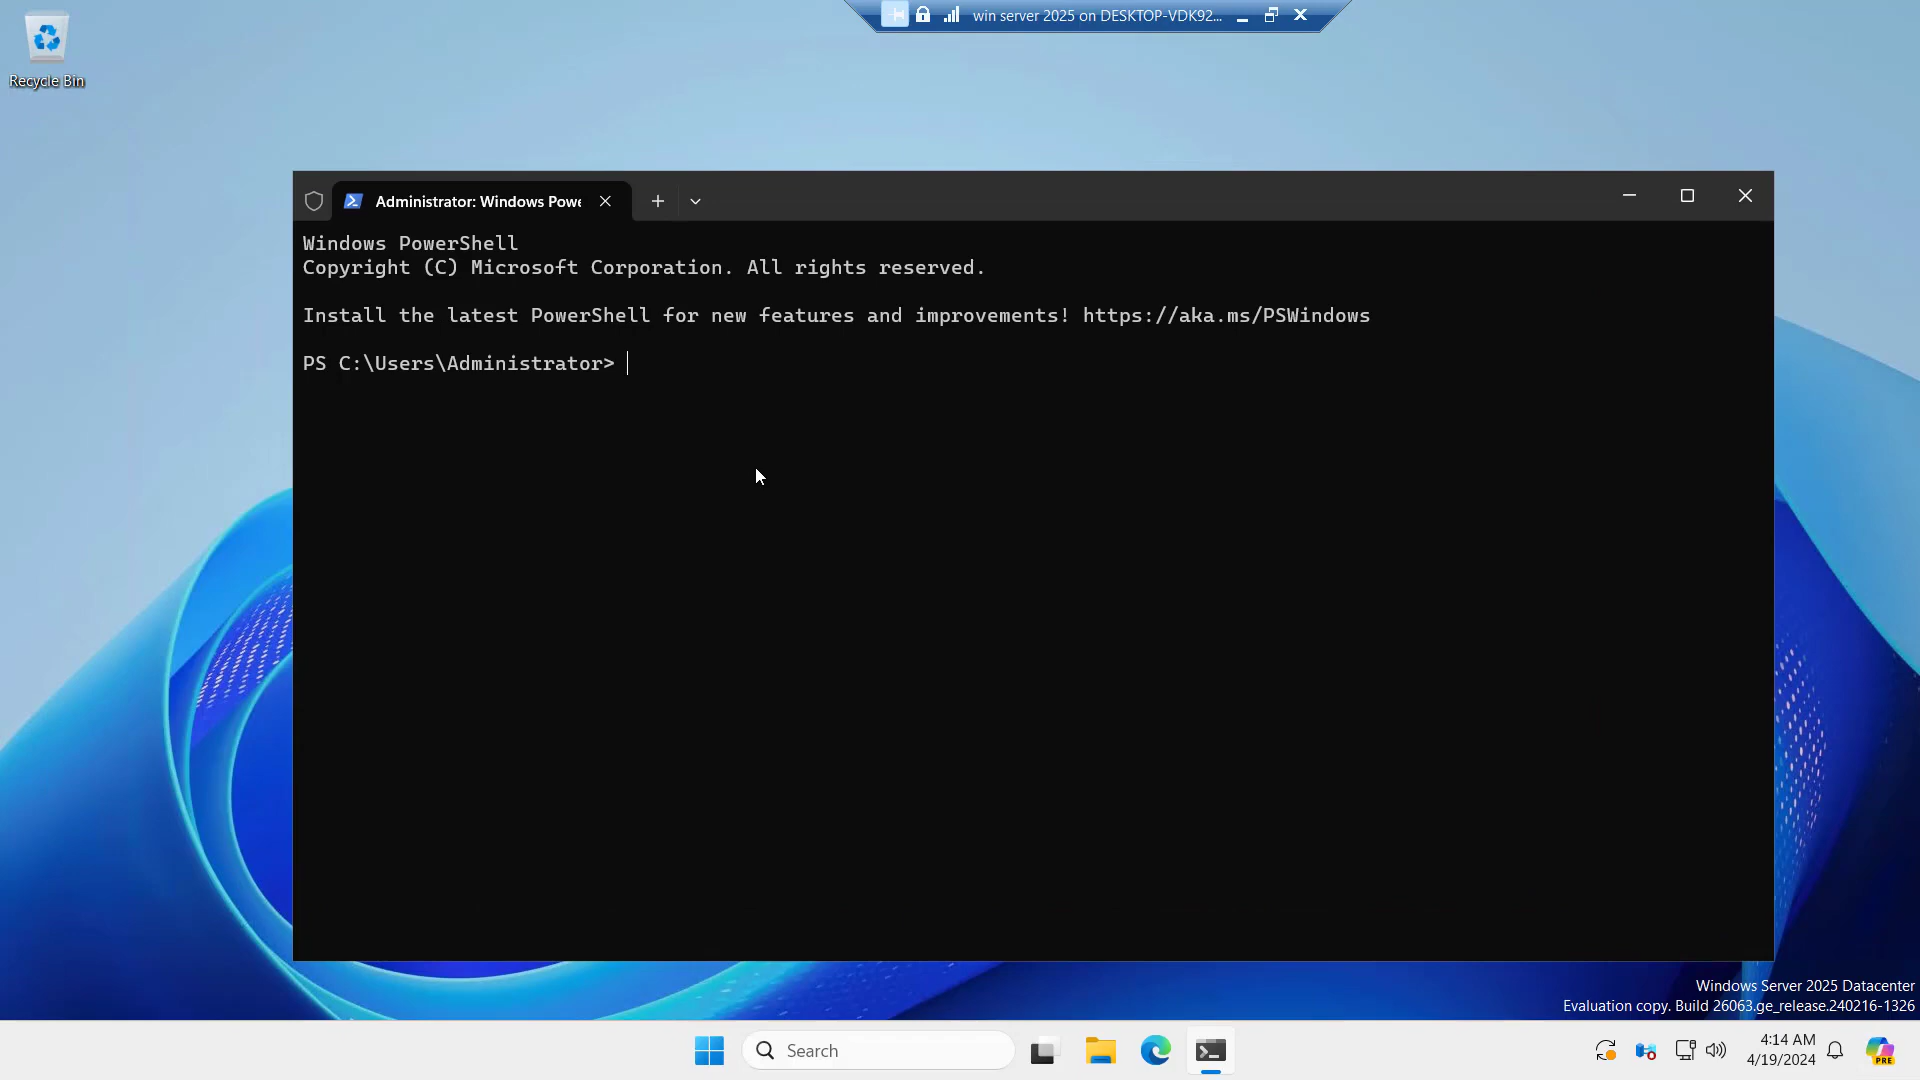 win server 2025 on DESKTOP-VDK92...
Recycle Bin
Administrator: Windows Powe
Windows PowerShell
Copyright (C) Microsoft Corporation. All rights reserved.
Install the latest PowerShell for new features and improvements! https://aka.ms/PSWindows
PS C:\Users\Administrator>
Windows Server 2025 Datacenter
Evaluation copy. Build 26063.ge_release.240216-1326
Search
4:14 AM
4/19/2024
PRE